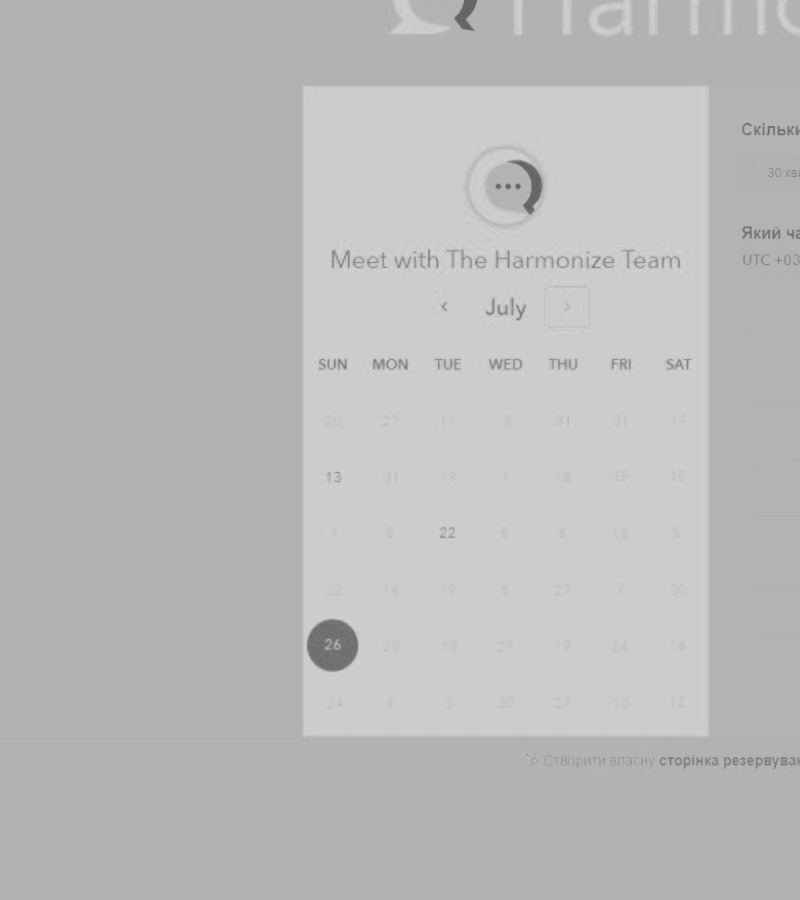 Harmo
Скільки
30 хви
Meet with The Harmonize Team
Який ча
UTC +03
July
SUN MON TUE WED THU FRI SAT
20 27 11 3 31 31 17
13 31 19 1 18 15 15
1 5 22 5 6 18 5
22 14 19 6 27 7 30
26 29 10 27 19 26 14
24 4 3 30 27 10 12
Створити власну сторінка резервуван